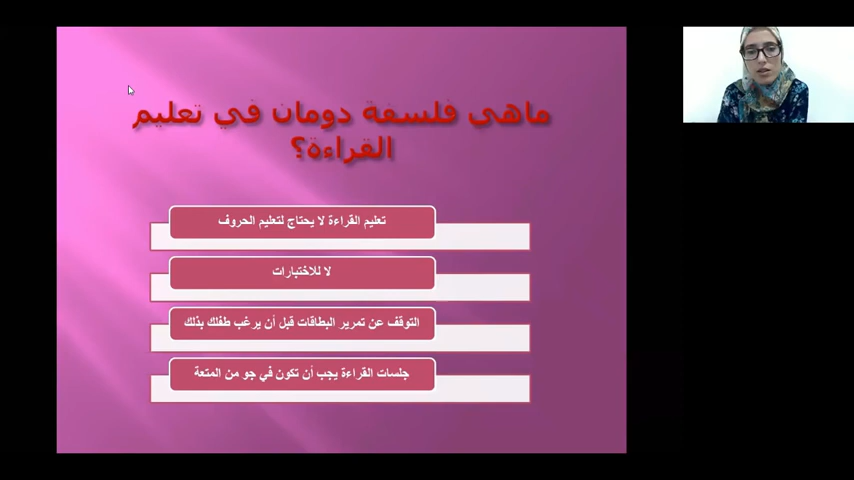 ماهي فلسفة دومان في تعليم
القراءة؟
تعليم القراءة لا يحتاج لتعليم الحروف
لا للاختبارات
التوقف عن تمرير البطاقات قبل أن يرغب طفلك بذلك
جلسات القراءة يجب أن تكون في جو من المتعة